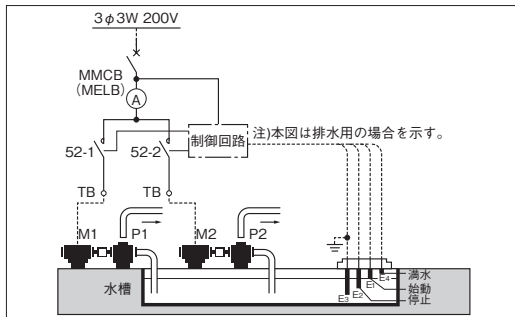 3φ3W 200V
MMCB
(MELB)
A
制御回路
注)本図は排水用の場合を示す。
52-1
52-2
TB
TB
M1
P1
M2
P2
水槽
E3
E2
E1
E4
満水
始動
停止